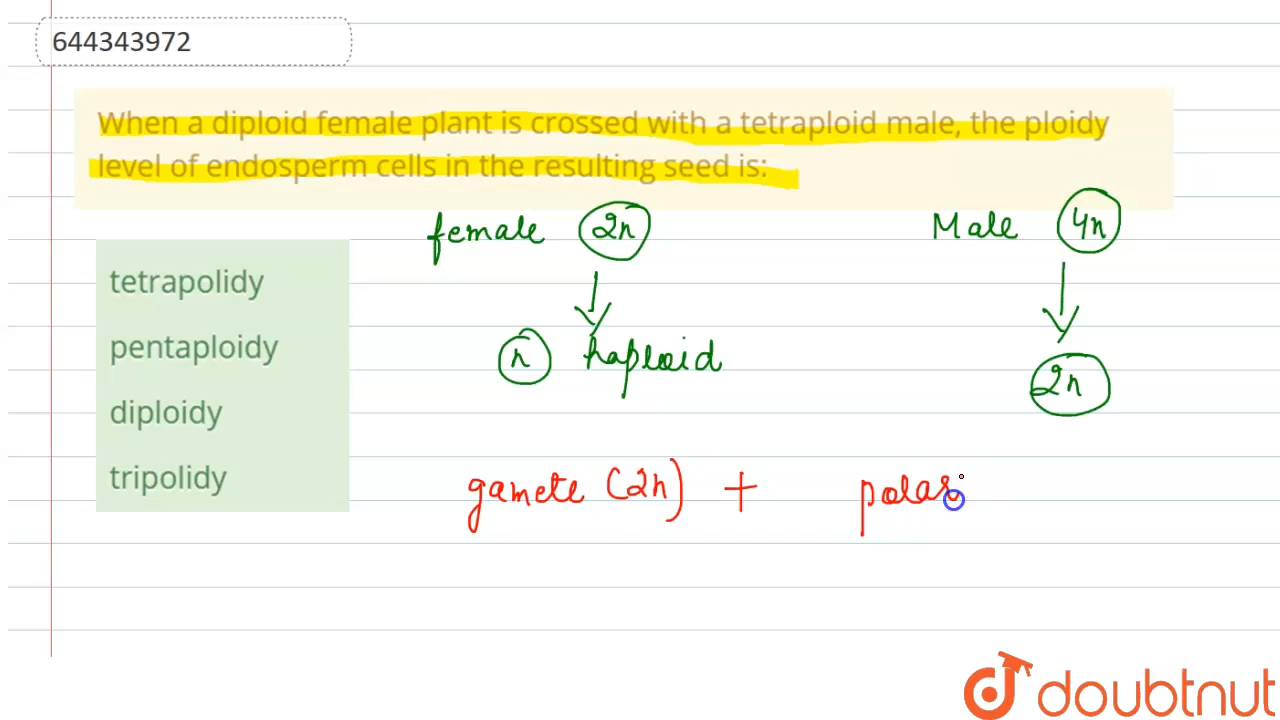 644343972
When a diploid female plant is crossed with a tetraploid male, the ploidy
level of endosperm cells in the resulting seed is:
female 2n
Male 4n
tetrapolidy
pentaploidy
diploidy
tripolidy
n haploid
2n
gamete (2n) + polar
doubtnut